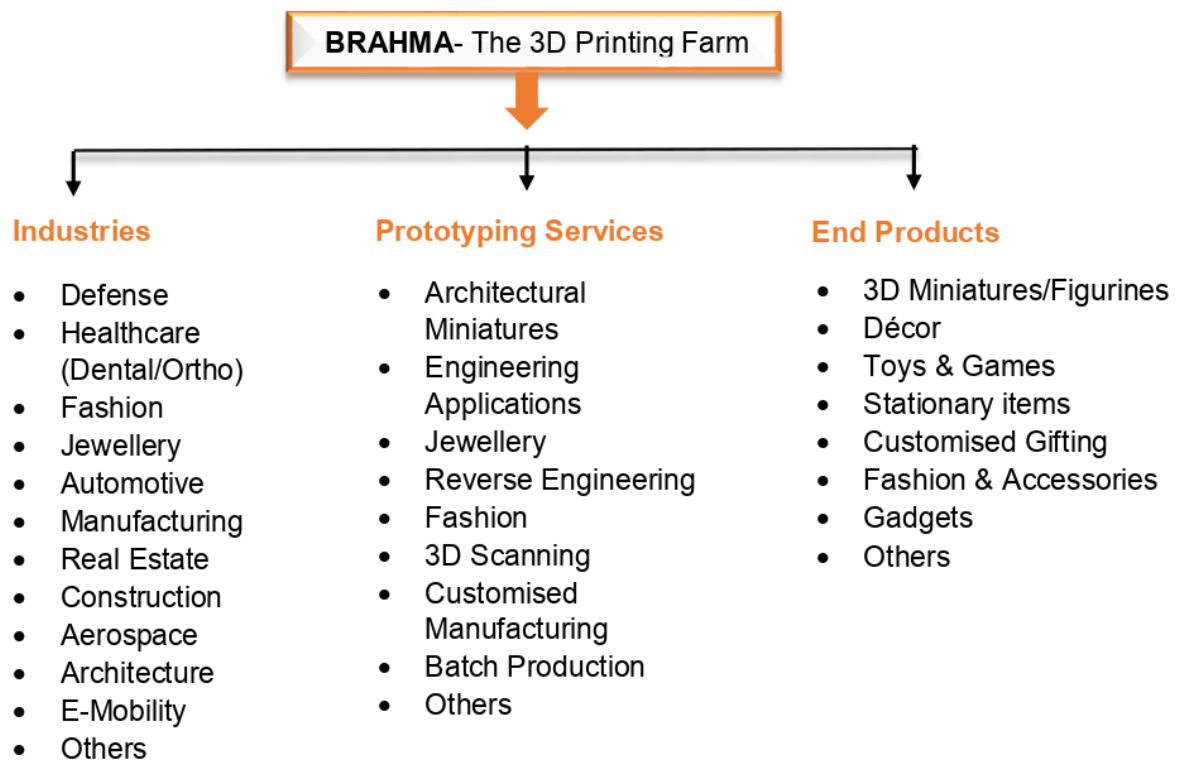 BRAHMA- The 3D Printing Farm
Industries
• Defense
• Healthcare
(Dental/Ortho)
• Fashion
• Jewellery
• Automotive
• Manufacturing
• Real Estate
• Construction
• Aerospace
• Architecture
• E-Mobility
• Others
Prototyping Services
• Architectural
Miniatures
• Engineering
Applications
• Jewellery
• Reverse Engineering
• Fashion
• 3D Scanning
• Customised
Manufacturing
• Batch Production
• Others
End Products
• 3D Miniatures/Figurines
• Décor
• Toys & Games
• Stationary items
• Customised Gifting
• Fashion & Accessories
• Gadgets
• Others